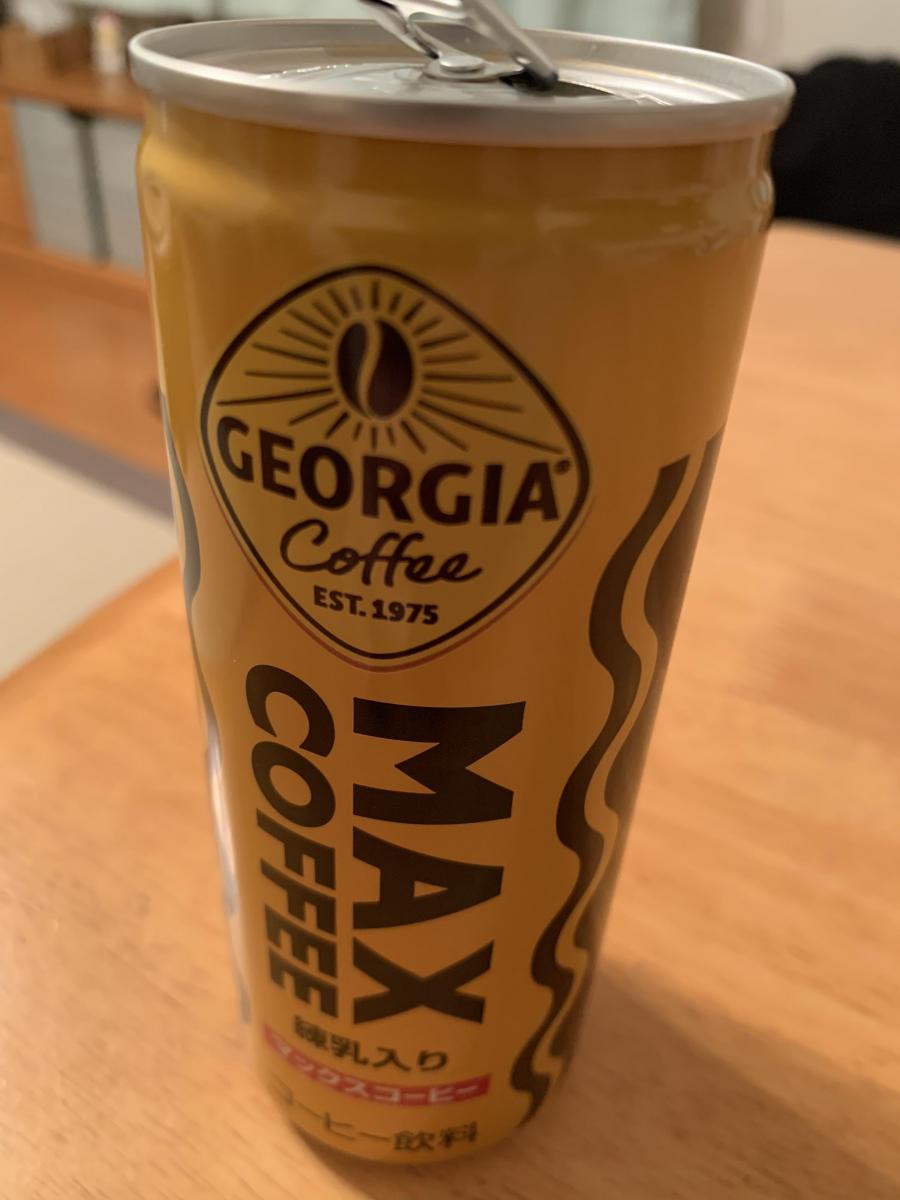 GEORGIA®
Coffee
EST. 1975
MAX
COFFEE
練乳入り
マックスコーヒー
コーヒー飲料